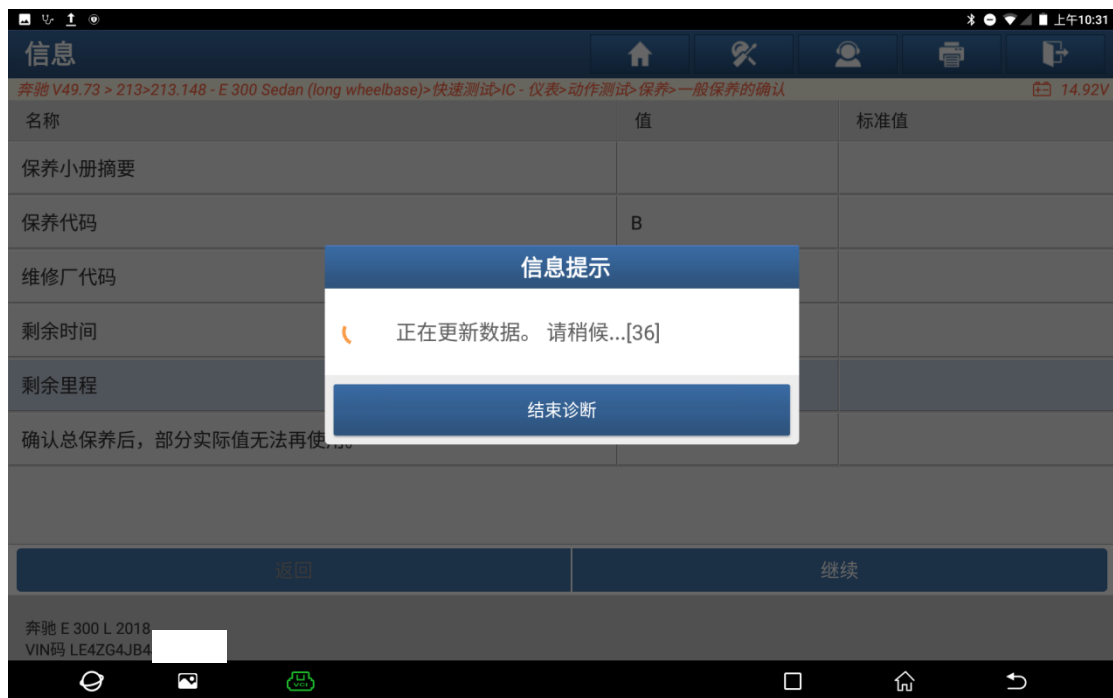 上午10:31
信息
奔驰 V49.73 > 213>213.148 - E 300 Sedan (long wheelbase)>快速测试>IC - 仪表>动作测试>保养>一般保养的确认
14.92V
名称 值 标准值
保养小册摘要
保养代码 B
信息提示
维修厂代码
剩余时间
正在更新数据。 请稍候...[36]
剩余里程
结束诊断
确认总保养后，部分实际值无法再使用。
返回 继续
奔驰 E 300 L 2018
VIN码 LE4ZG4JB4
VCI